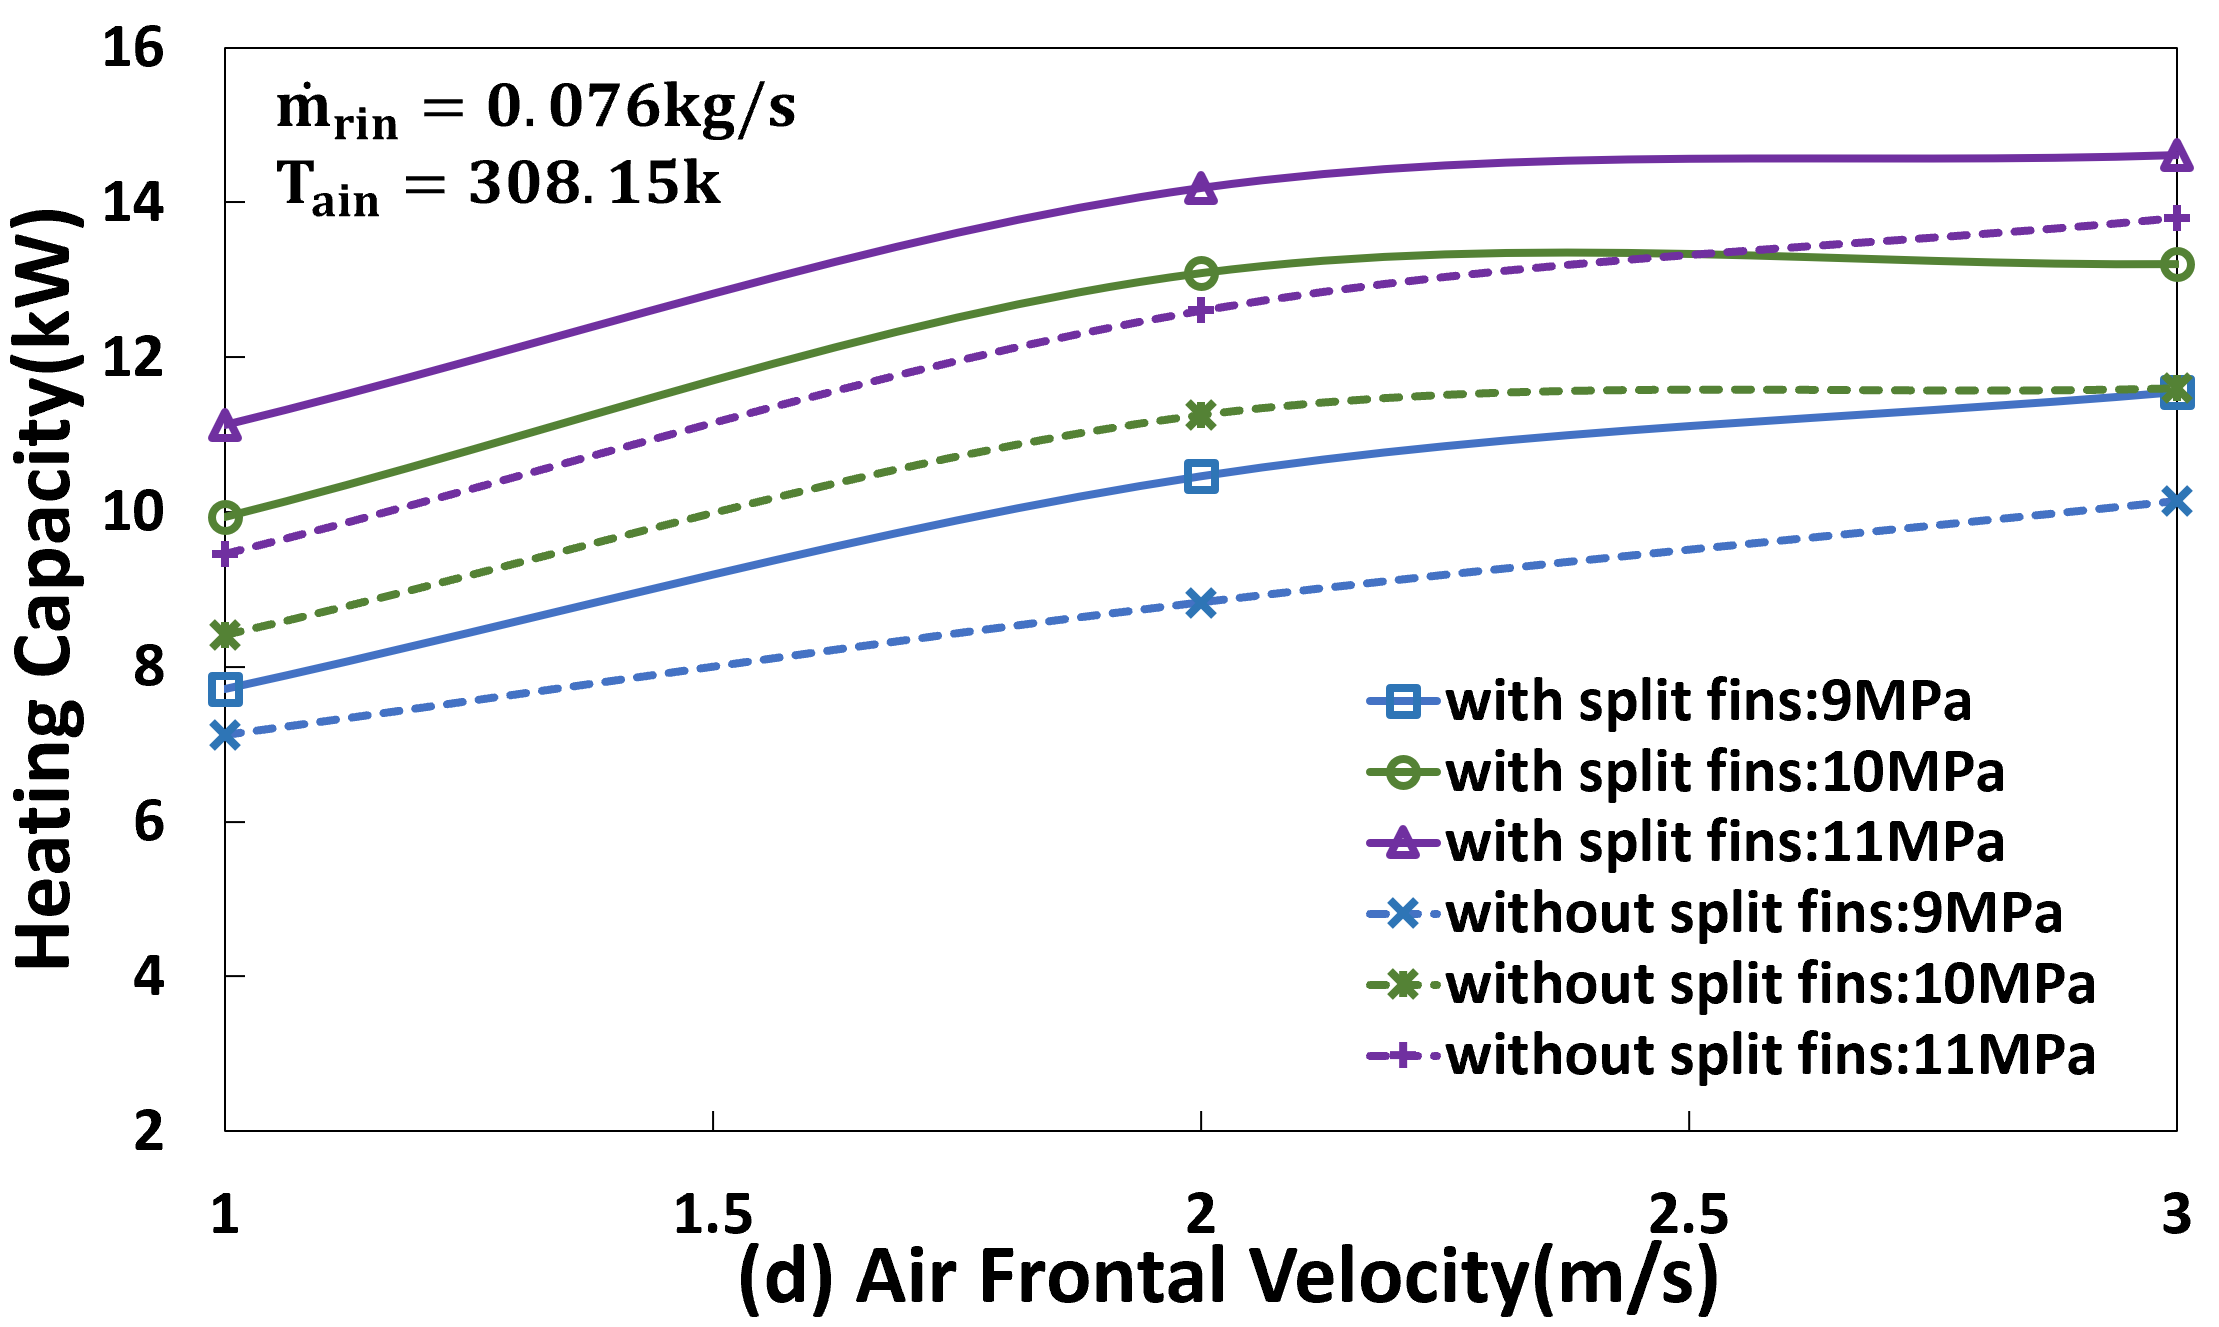 16
14
12
10
8
6
4
2
Heating Capacity(kW)
ṁrin = 0.076kg/s
Tain = 308.15k
with split fins:9MPa
with split fins:10MPa
with split fins:11MPa
without split fins:9MPa
without split fins:10MPa
without split fins:11MPa
1 1.5 2 2.5 3
(d) Air Frontal Velocity(m/s)